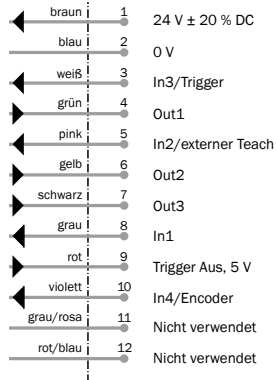 braun 1 24 V ± 20 % DC
blau 2 0 V
weiß 3 In3/Trigger
grün 4 Out1
pink 5 In2/externer Teach
gelb 6 Out2
schwarz 7 Out3
grau 8 In1
rot 9 Trigger Aus, 5 V
violett 10 In4/Encoder
grau/rosa 11 Nicht verwendet
rot/blau 12 Nicht verwendet